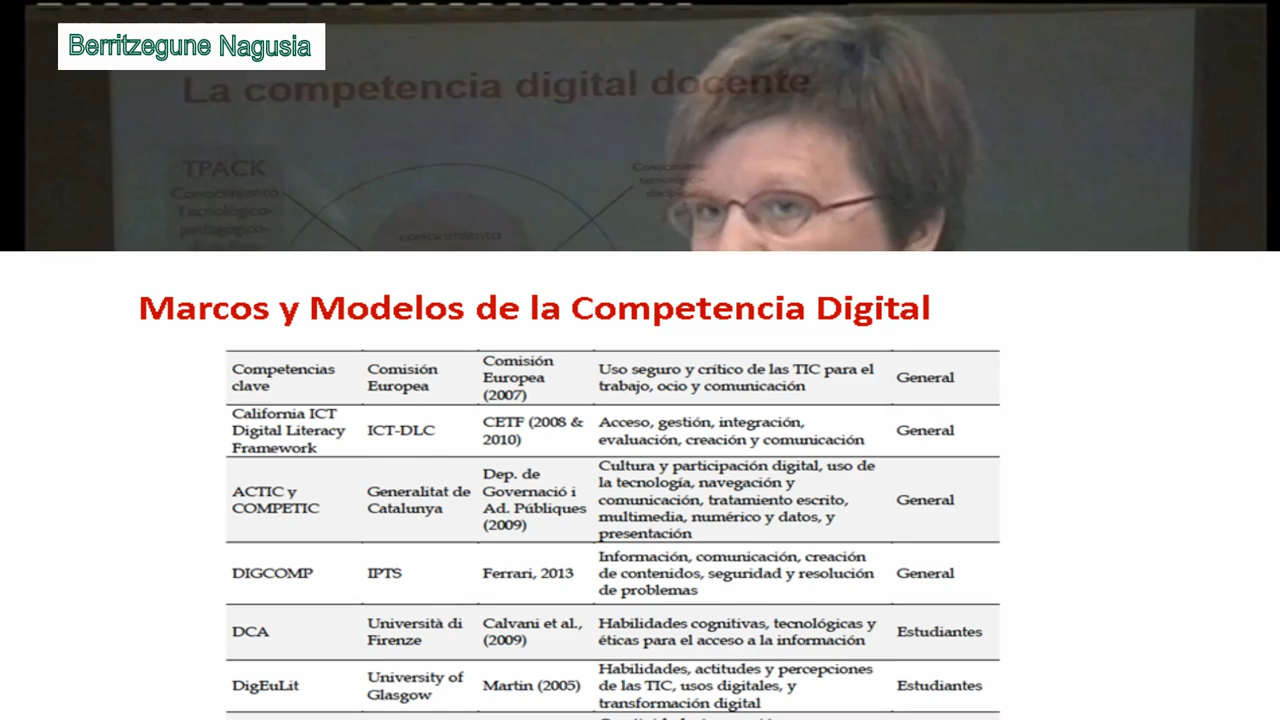 Berritzegune Nagusia
La competencia digital docente
TPACK
Conocimiento
Tecnológico-
pedagógico-
conocimiento
Marcos y Modelos de la Competencia Digital
Competencias clave
Comisión Europea
Comisión Europea (2007)
Uso seguro y crítico de las TIC para el trabajo, ocio y comunicación
General
California ICT Digital Literacy Framework
ICT-DLC
CETF (2008 & 2010)
Acceso, gestión, integración, evaluación, creación y comunicación
General
ACTIC y COMPETIC
Generalitat de Catalunya
Dep. de Governació i Ad. Públiques (2009)
Cultura y participación digital, uso de la tecnología, navegación y comunicación, tratamiento escrito, multimedia, numérico y datos, y presentación
General
DIGCOMP
IPTS
Ferrari, 2013
Información, comunicación, creación de contenidos, seguridad y resolución de problemas
General
DCA
Università di Firenze
Calvani et al., (2009)
Habilidades cognitivas, tecnológicas y éticas para el acceso a la información
Estudiantes
DigEuLit
University of Glasgow
Martin (2005)
Habilidades, actitudes y percepciones de las TIC, usos digitales, y transformación digital
Estudiantes